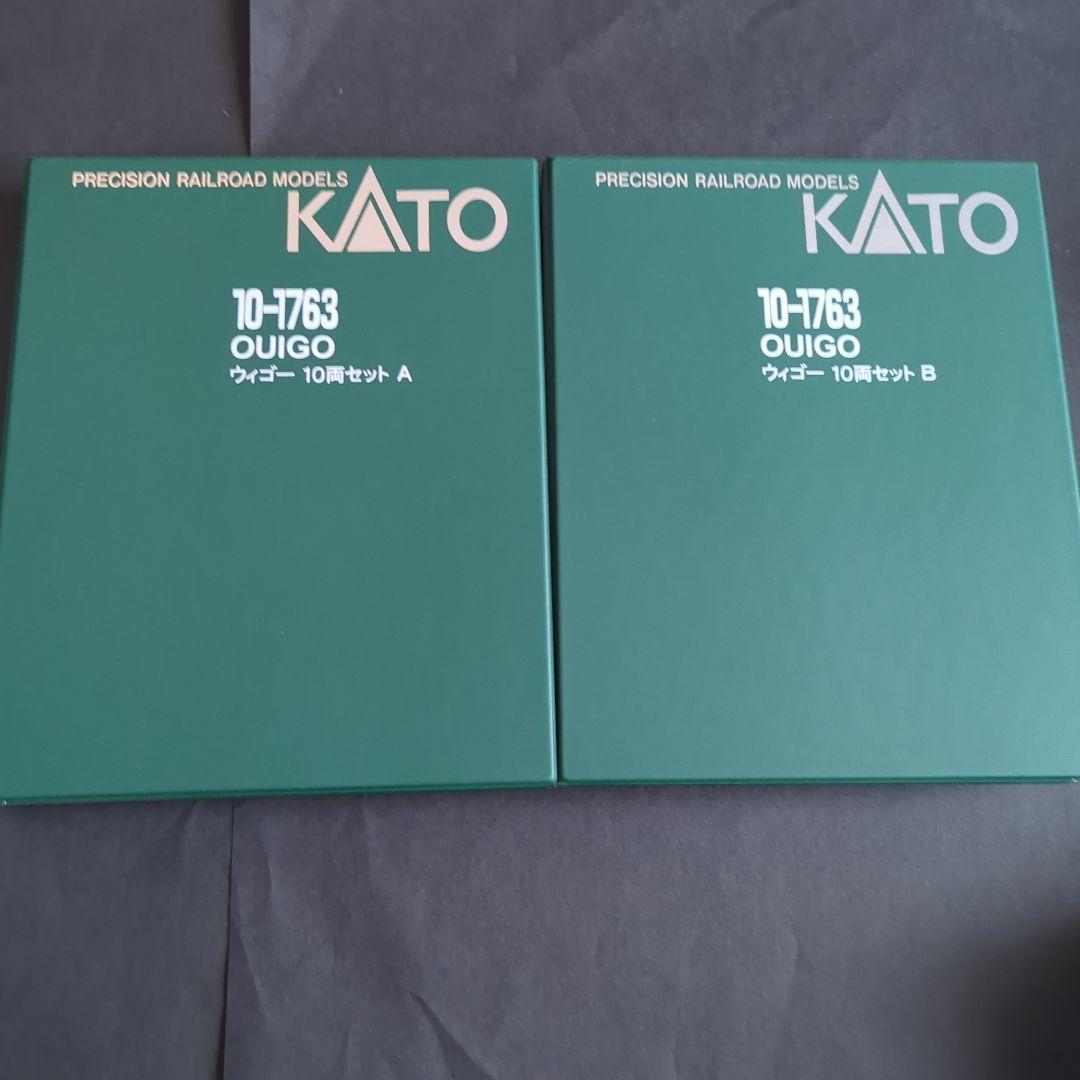 PRECISION RAILROAD MODELS
KATO
10-1763
OUIGO
ウィゴー 10両セット A
PRECISION RAILROAD MODELS
KATO
10-1763
OUIGO
ウィゴー 10両セット B